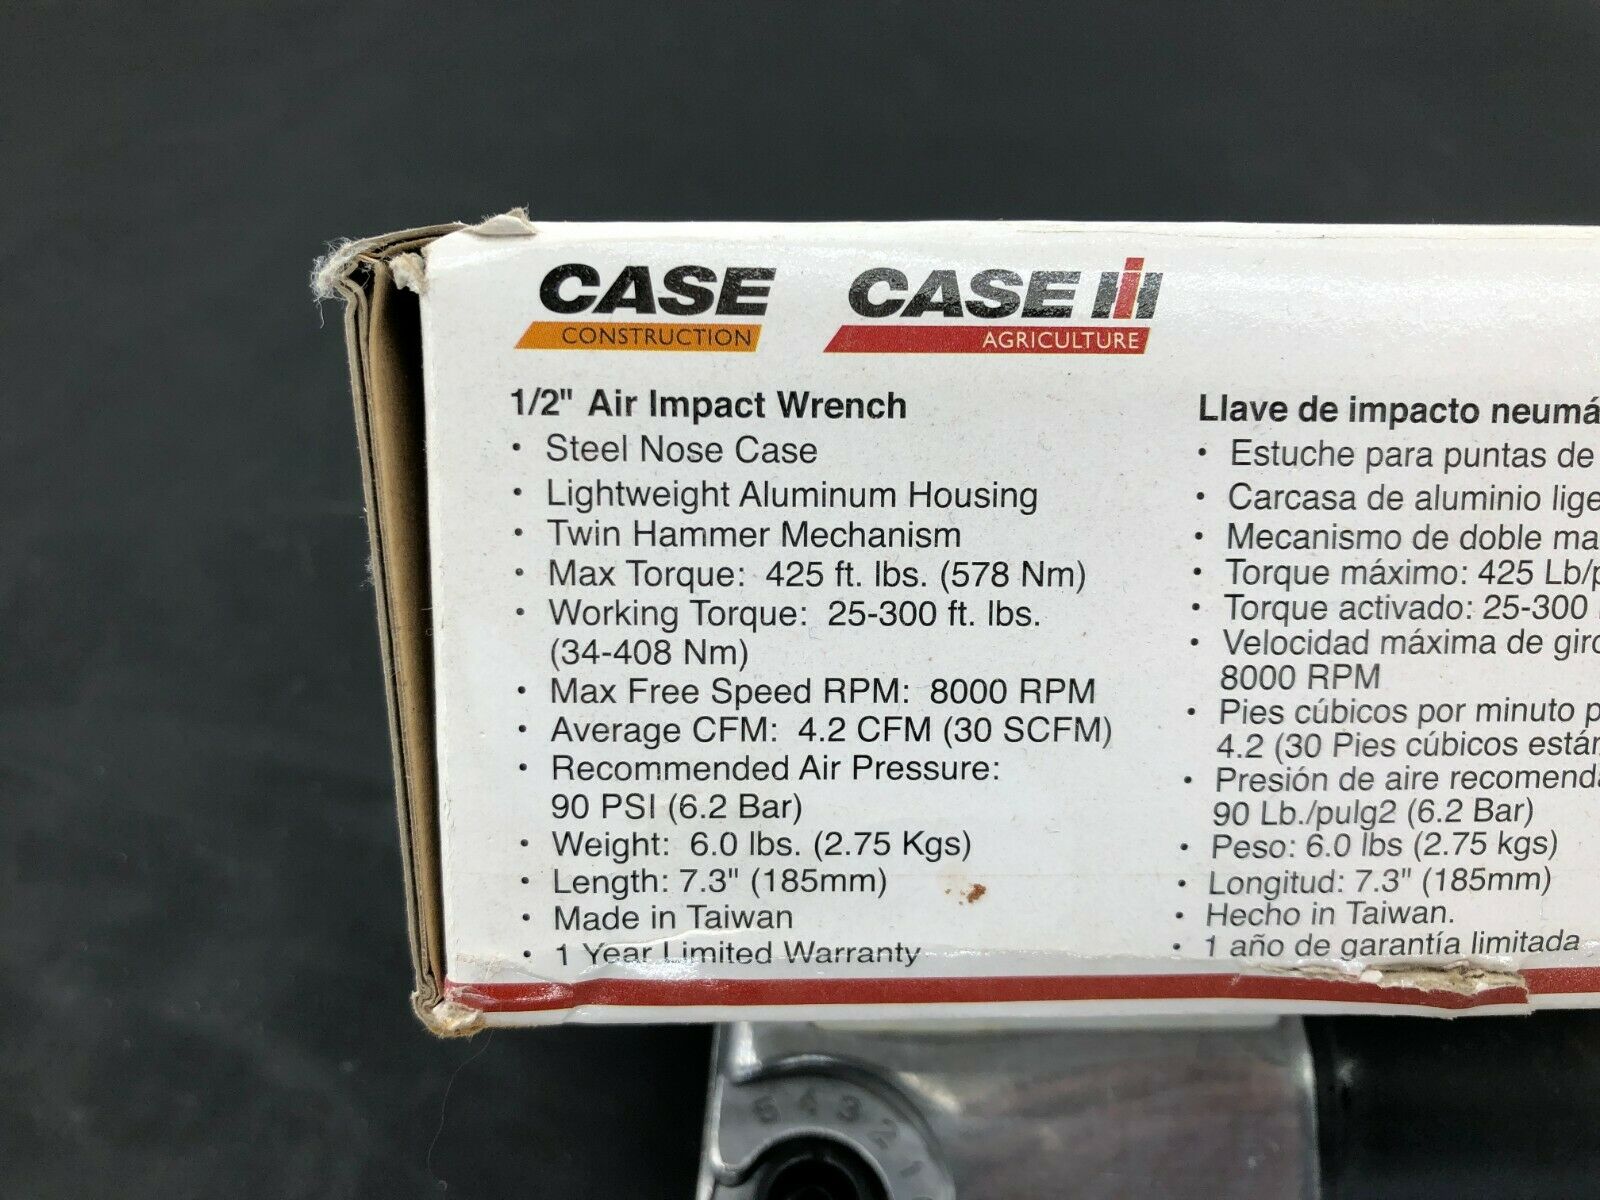 CASE
CONSTRUCTION
CASE IH
AGRICULTURE
1/2" Air Impact Wrench
• Steel Nose Case
• Lightweight Aluminum Housing
• Twin Hammer Mechanism
• Max Torque: 425 ft. lbs. (578 Nm)
• Working Torque: 25-300 ft. lbs.
(34-408 Nm)
• Max Free Speed RPM: 8000 RPM
• Average CFM: 4.2 CFM (30 SCFM)
• Recommended Air Pressure:
90 PSI (6.2 Bar)
• Weight: 6.0 lbs. (2.75 Kgs)
• Length: 7.3" (185mm)
• Made in Taiwan
• 1 Year Limited Warranty
Llave de impacto
• Estuche para puntas de
• Carcasa de aluminio
• Mecanismo de doble
• Torque máximo: 425
• Torque activado: 25-300
• Velocidad máxima de
8000 RPM
• Pies cúbicos por minuto
4.2 (30 Pies cúbicos
• Presión de aire
90 Lb./pulg2 (6.2 Bar)
• Peso: 6.0 lbs (2.75 kgs)
• Longitud: 7.3" (185mm)
• Hecho in Taiwan.
• 1 año de garantía limitada
5 4 3 2 1